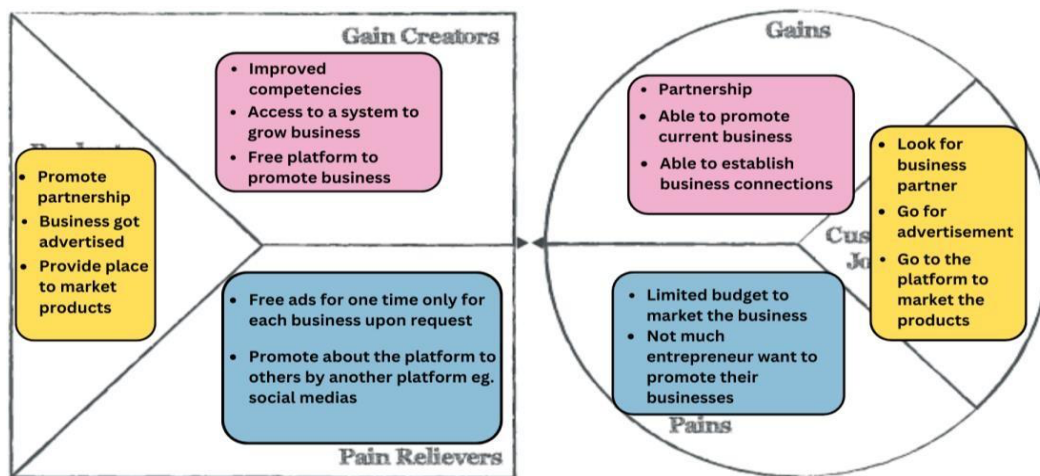 Gain Creators
• Improved
competencies
• Access to a system to
grow business
• Free platform to
promote business
• Promote
partnership
• Business got
advertised
• Provide place
to market
products
• Free ads for one time only for
each business upon request
• Promote about the platform to
others by another platform eg.
social medias
Pain Relievers
Gains
• Partnership
• Able to promote
current business
• Able to establish
business connections
• Look for
business
partner
• Go for
advertisement
• Go to the
platform to
market the
products
• Limited budget to
market the business
• Not much
entrepreneur want to
promote their
businesses
Pains